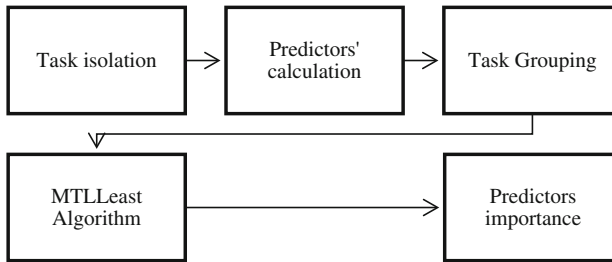 Task isolation
Predictors'
calculation
Task Grouping
MTLLeast
Algorithm
Predictors
importance